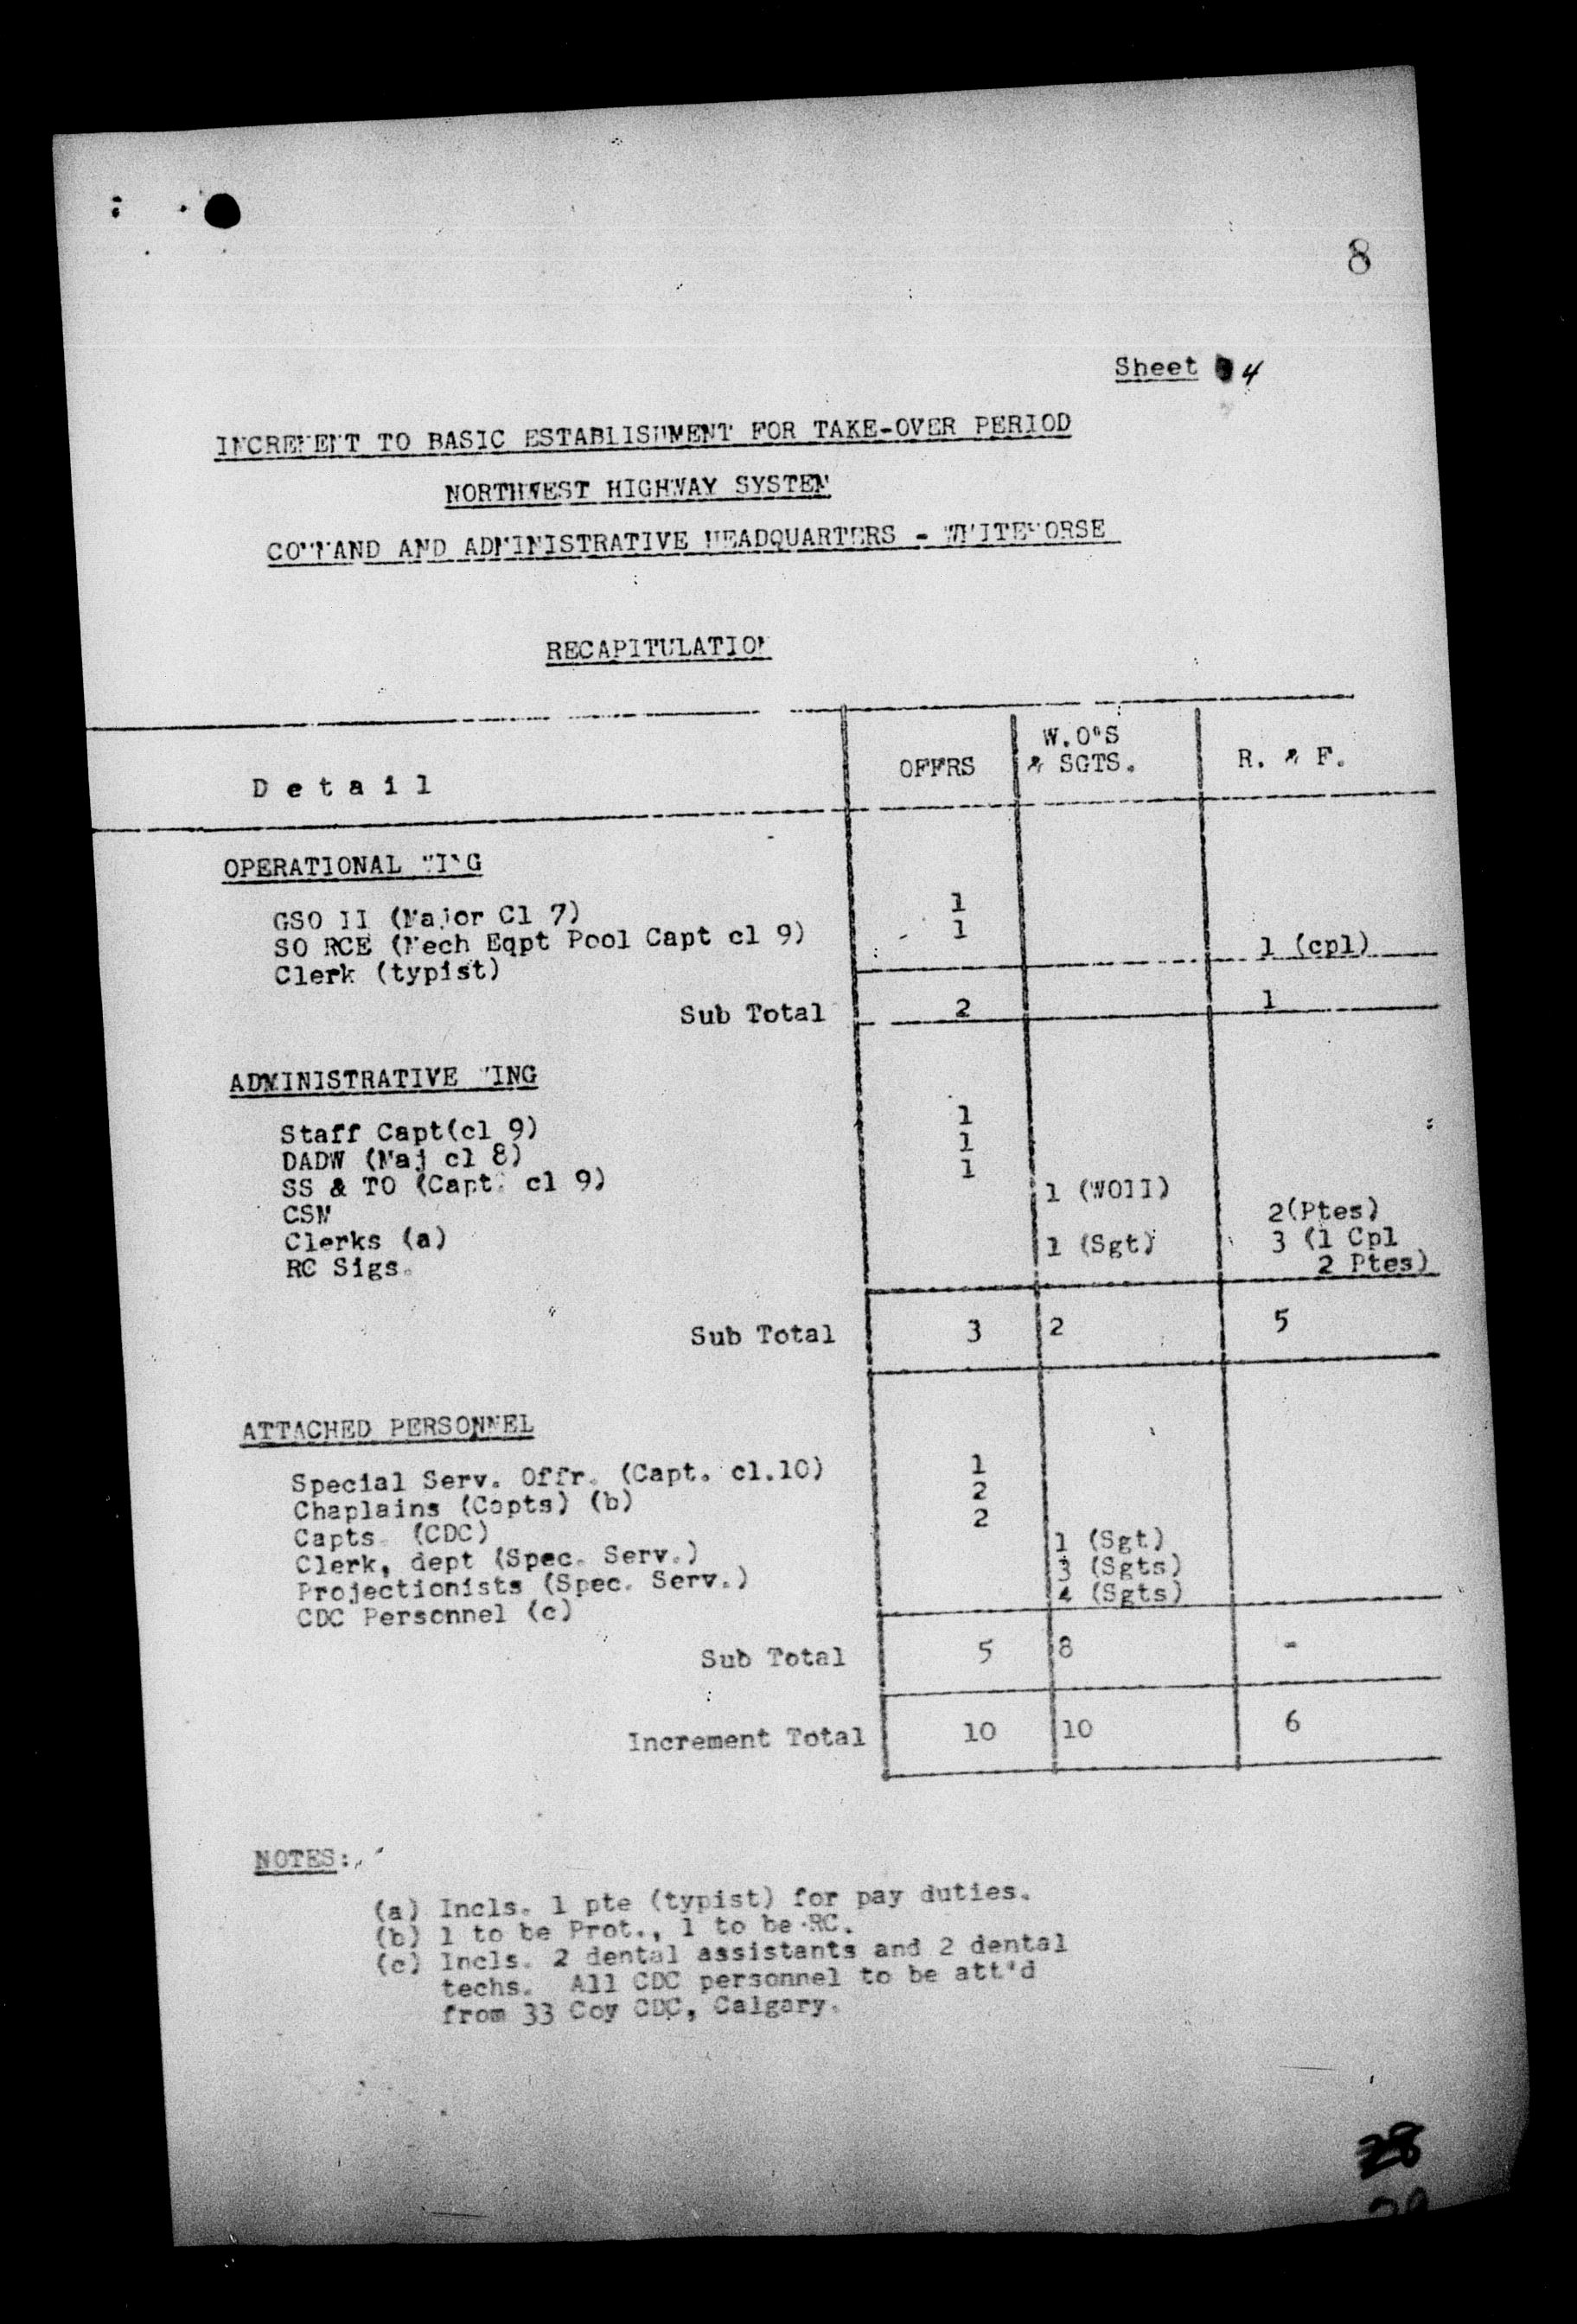 8
Sheet 4
INCREMENT TO BASIC ESTABLISHMENT FOR TAKE-OVER PERIOD
NORTHWEST HIGHWAY SYSTEM
COMMAND AND ADMINISTRATIVE HEADQUARTERS - WHITEHORSE
RECAPITULATION
Detail OFFRS W.O'S & SGTS. R. & F.
OPERATIONAL WING
GSO II (Major Cl 7) 1
SO RCE (Mech Eqpt Pool Capt cl 9) 1
Clerk (typist) 1 (cpl)
Sub Total 2 1
ADMINISTRATIVE WING
Staff Capt(cl 9) 1
DADW (Maj cl 8) 1
SS & TO (Capt. cl 9) 1
CSM 1 (WOII)
Clerks (a) 2(Ptes)
RC Sigs. 1 (Sgt) 3 (1 Cpl
2 Ptes)
Sub Total 3 2 5
ATTACHED PERSONNEL
Special Serv. Offr. (Capt. cl.10) 1
Chaplains (Capts) (b) 2
Capts. (CDC) 2
Clerk, dept (Spec. Serv.) 1 (Sgt)
Projectionists (Spec. Serv.) 3 (Sgts)
CDC Personnel (c) 4 (Sgts)
Sub Total 5 8 -
Increment Total 10 10 6
NOTES:
(a) Incls. 1 pte (typist) for pay duties.
(b) 1 to be Prot., 1 to be RC.
(c) Incls. 2 dental assistants and 2 dental
techs. All CDC personnel to be att'd
from 33 Coy CDC, Calgary.
28